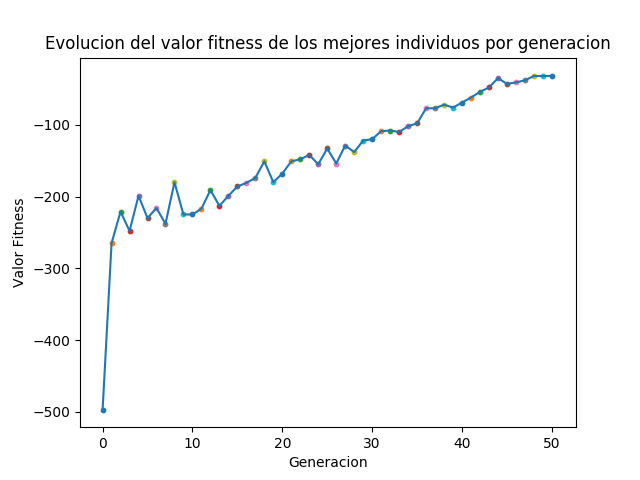 Evolucion del valor fitness de los mejores individuos por generacion
Valor Fitness
−100
−200
−300
−400
−500
0 10 20 30 40 50
Generacion